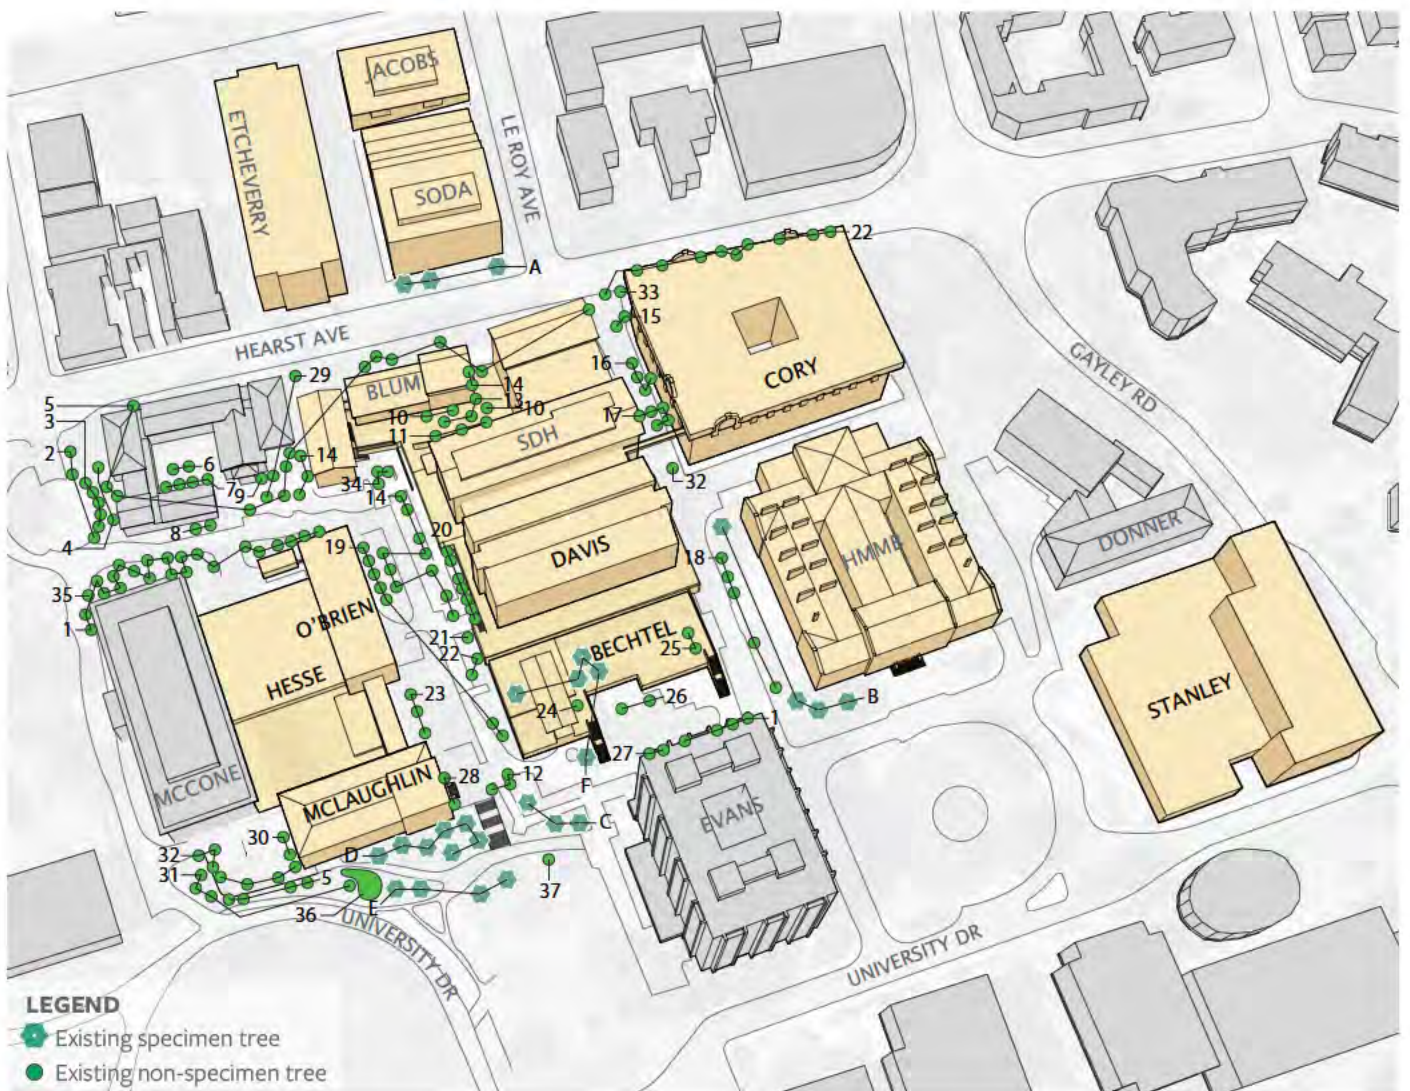 JACOBS
ETCHEVERRY
LE ROY AVE
SODA
A
22
33
15
HEARST AVE
GAYLEY RD
16
CORY
29
BLUM
14
13
5
3
10
10
17
11
SDH
2
14
6
34
32
7
9
14
8
4
20
DAVIS
19
18
HMMB
DONNER
35
1
O'BRIEN
21
BECHTEL
25
22
HESSE
23
26
B
STANLEY
24
1
27
MCCONE
MCLAUGHLIN
28
12
F
EVANS
C
30
D
32
31
5
37
36
E
UNIVERSITY DR
UNIVERSITY DR
LEGEND
Existing specimen tree
Existing non-specimen tree